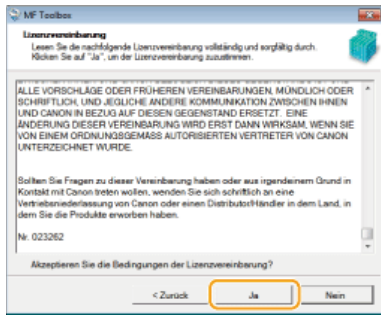 MF Toolbox
Lizenzvereinbarung
Lesen Sie die nachfolgende Lizenzvereinbarung vollständig und sorgfältig durch.
Klicken Sie auf "Ja", um der Lizenzvereinbarung zuzustimmen.
ALLE VORSCHLÄGE ODER FRÜHEREN VEREINBARUNGEN, MÜNDLICH ODER
SCHRIFTLICH, UND JEGLICHE ANDERE KOMMUNIKATION ZWISCHEN IHNEN
UND CANON IN BEZUG AUF DIESEN GEGENSTAND ERSETZT. EINE
ÄNDERUNG DIESER VEREINBARUNG WIRD ERST DANN WIRKSAM, WENN SIE
VON EINEM ORDNUNGSGEMÄSS AUTORISIERTEN VERTRETER VON CANON
UNTERZEICHNET WURDE.
Sollten Sie Fragen zu dieser Vereinbarung haben oder aus irgendeinem Grund in
Kontakt mit Canon treten wollen, wenden Sie sich schriftlich an eine
Vertriebsniederlassung von Canon oder einen Distributor/Händler in dem Land, in
dem Sie die Produkte erworben haben.
Nr. 023262
Akzeptieren Sie die Bedingungen der Lizenzvereinbarung?
< Zurück
Ja
Nein